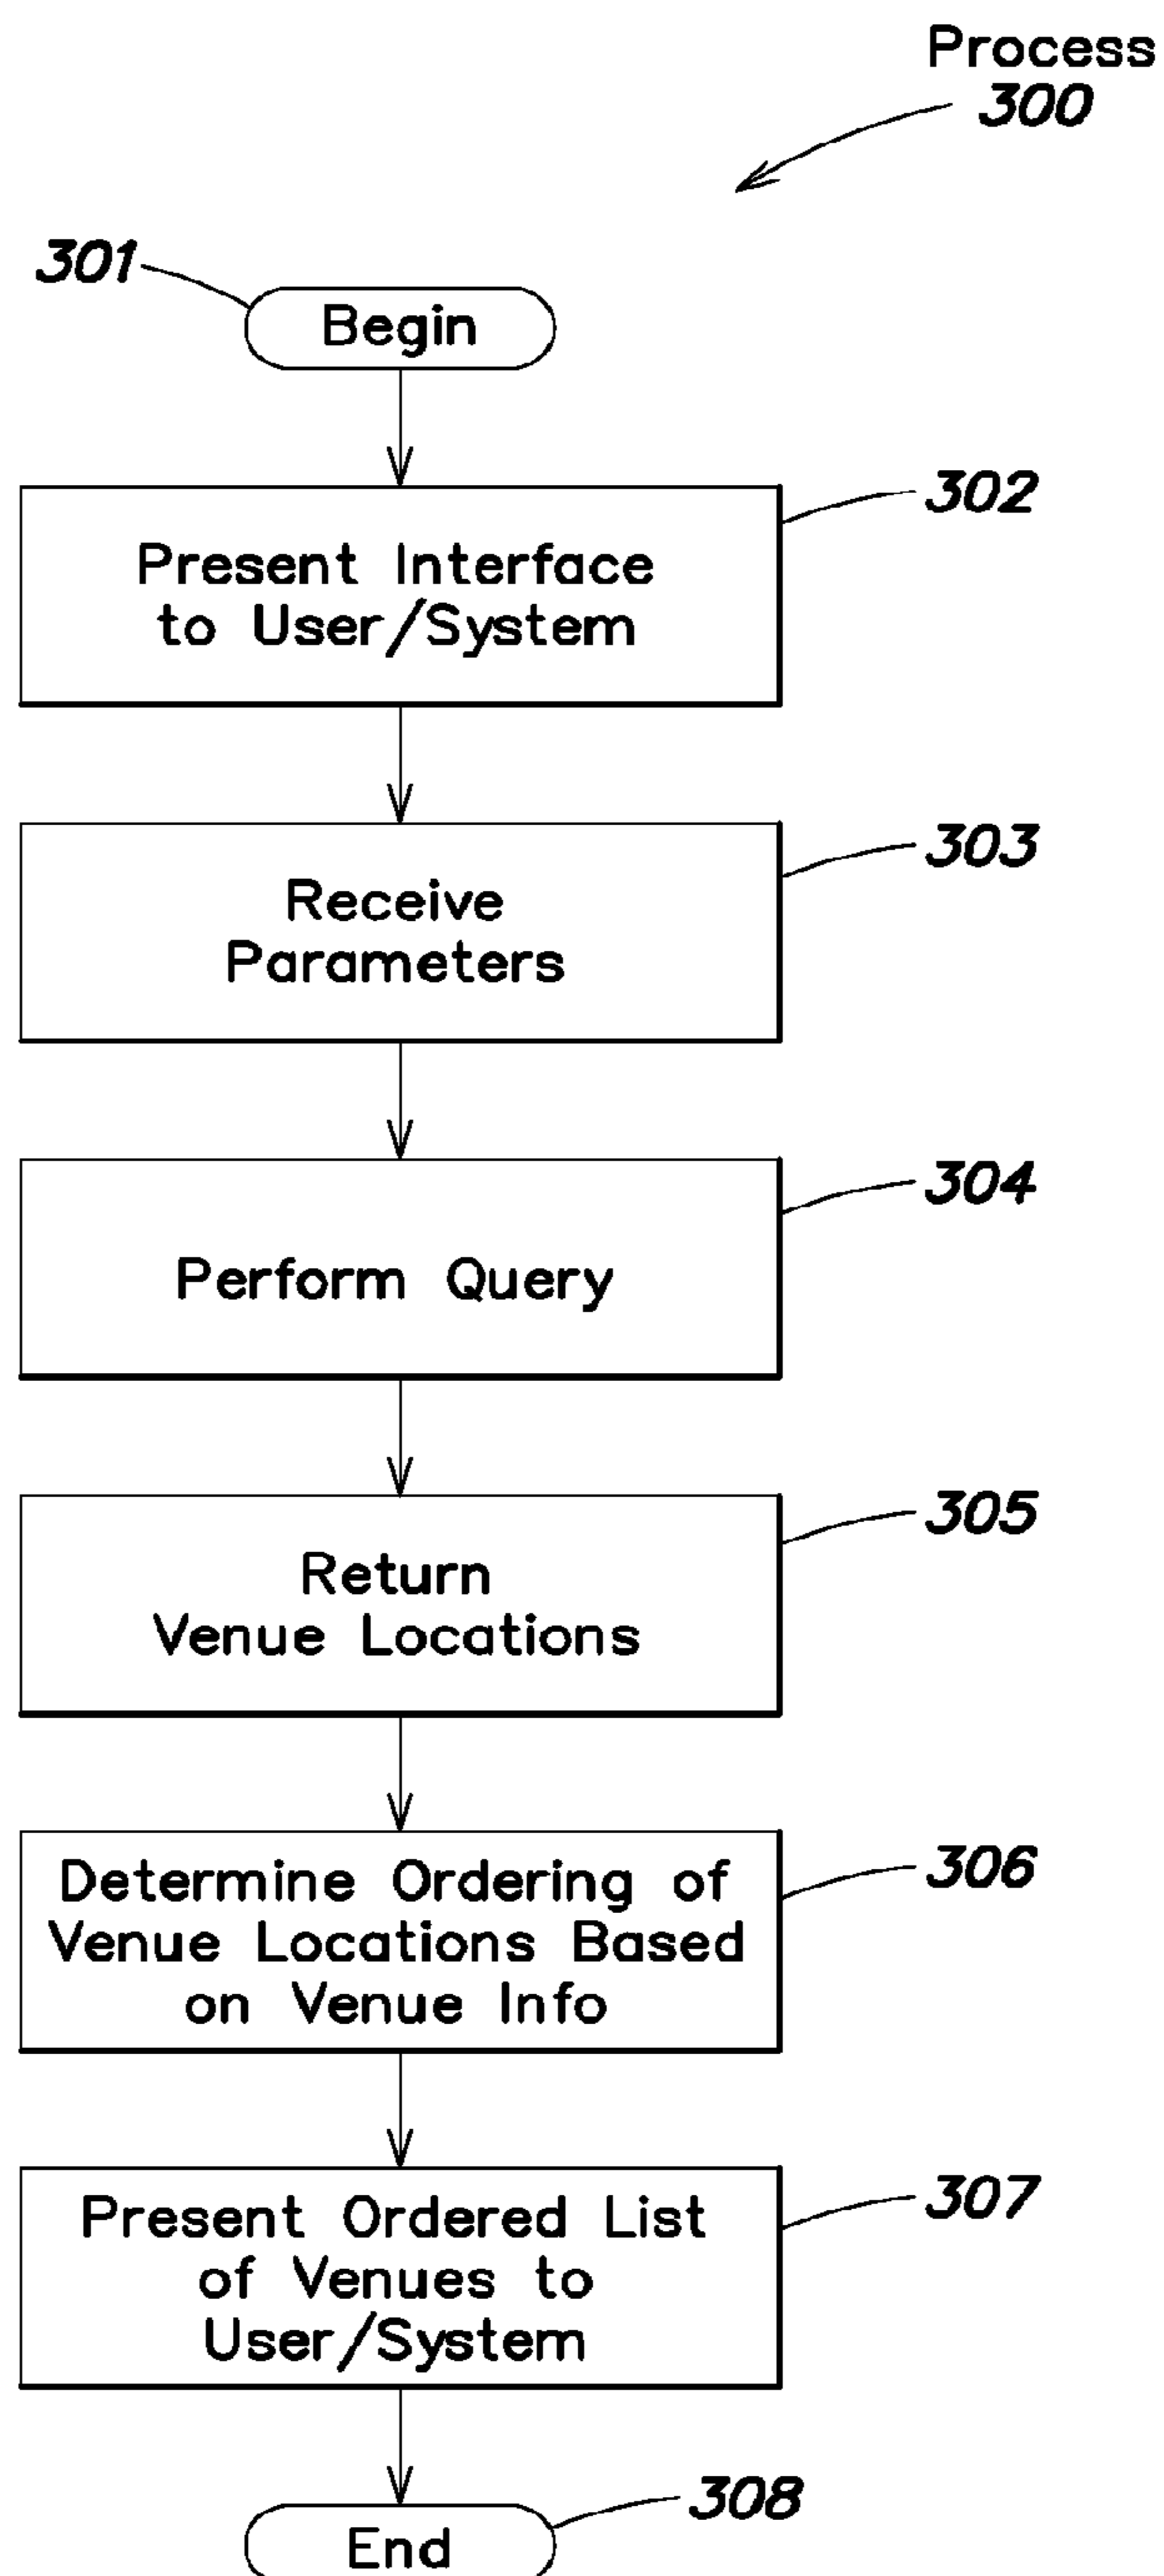 Process
300
301
Begin
302
Present Interface
to User/System
303
Receive
Parameters
304
Perform Query
305
Return
Venue Locations
306
Determine Ordering of
Venue Locations Based
on Venue Info
307
Present Ordered List
of Venues to
User/System
308
End